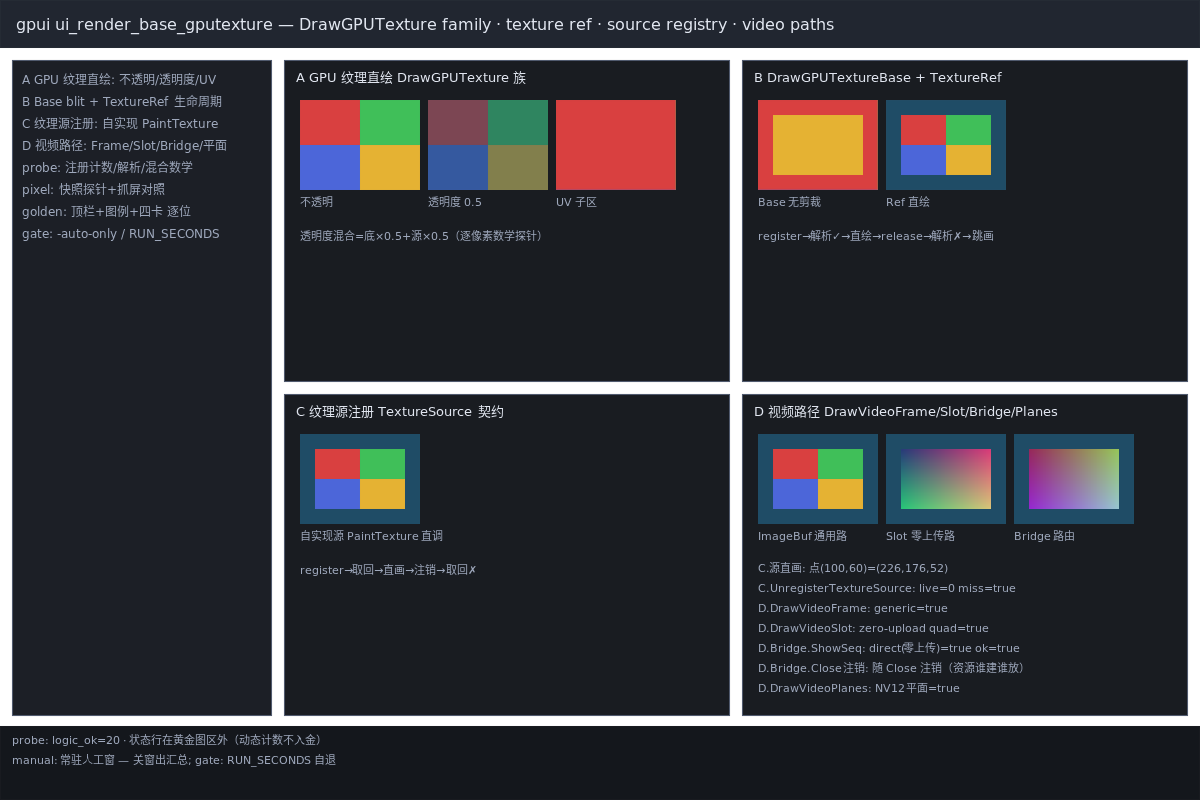 gpui ui_render_base_gputexture — DrawGPUTexture family · texture ref · source registry · video paths
A GPU 纹理直绘: 不透明/透明度/UV
B Base blit + TextureRef 生命周期
C 纹理源注册: 自实现 PaintTexture
D 视频路径: Frame/Slot/Bridge/平面
probe: 注册计数/解析/混合数学
pixel: 快照探针+抓屏对照
golden: 顶栏+图例+四卡 逐位
gate: -auto-only / RUN_SECONDS
A GPU 纹理直绘 DrawGPUTexture 族
不透明
透明度 0.5
UV 子区
透明度混合=底×0.5+源×0.5（逐像素数学探针）
B DrawGPUTextureBase + TextureRef
Base 无剪裁
Ref 直绘
register→解析✓→直绘→release→解析✗→跳画
C 纹理源注册 TextureSource 契约
自实现源 PaintTexture 直调
register→取回→直画→注销→取回✗
D 视频路径 DrawVideoFrame/Slot/Bridge/Planes
ImageBuf 通用路
Slot 零上传路
Bridge 路由
C.源直画: 点(100,60)=(226,176,52)
C.UnregisterTextureSource: live=0 miss=true
D.DrawVideoFrame: generic=true
D.DrawVideoSlot: zero-upload quad=true
D.Bridge.ShowSeq: direct(零上传)=true ok=true
D.Bridge.Close注销: 随 Close 注销（资源谁建谁放）
D.DrawVideoPlanes: NV12平面=true
probe: logic_ok=20 · 状态行在黄金图区外（动态计数不入金）
manual: 常驻人工窗 — 关窗出汇总; gate: RUN_SECONDS 自退